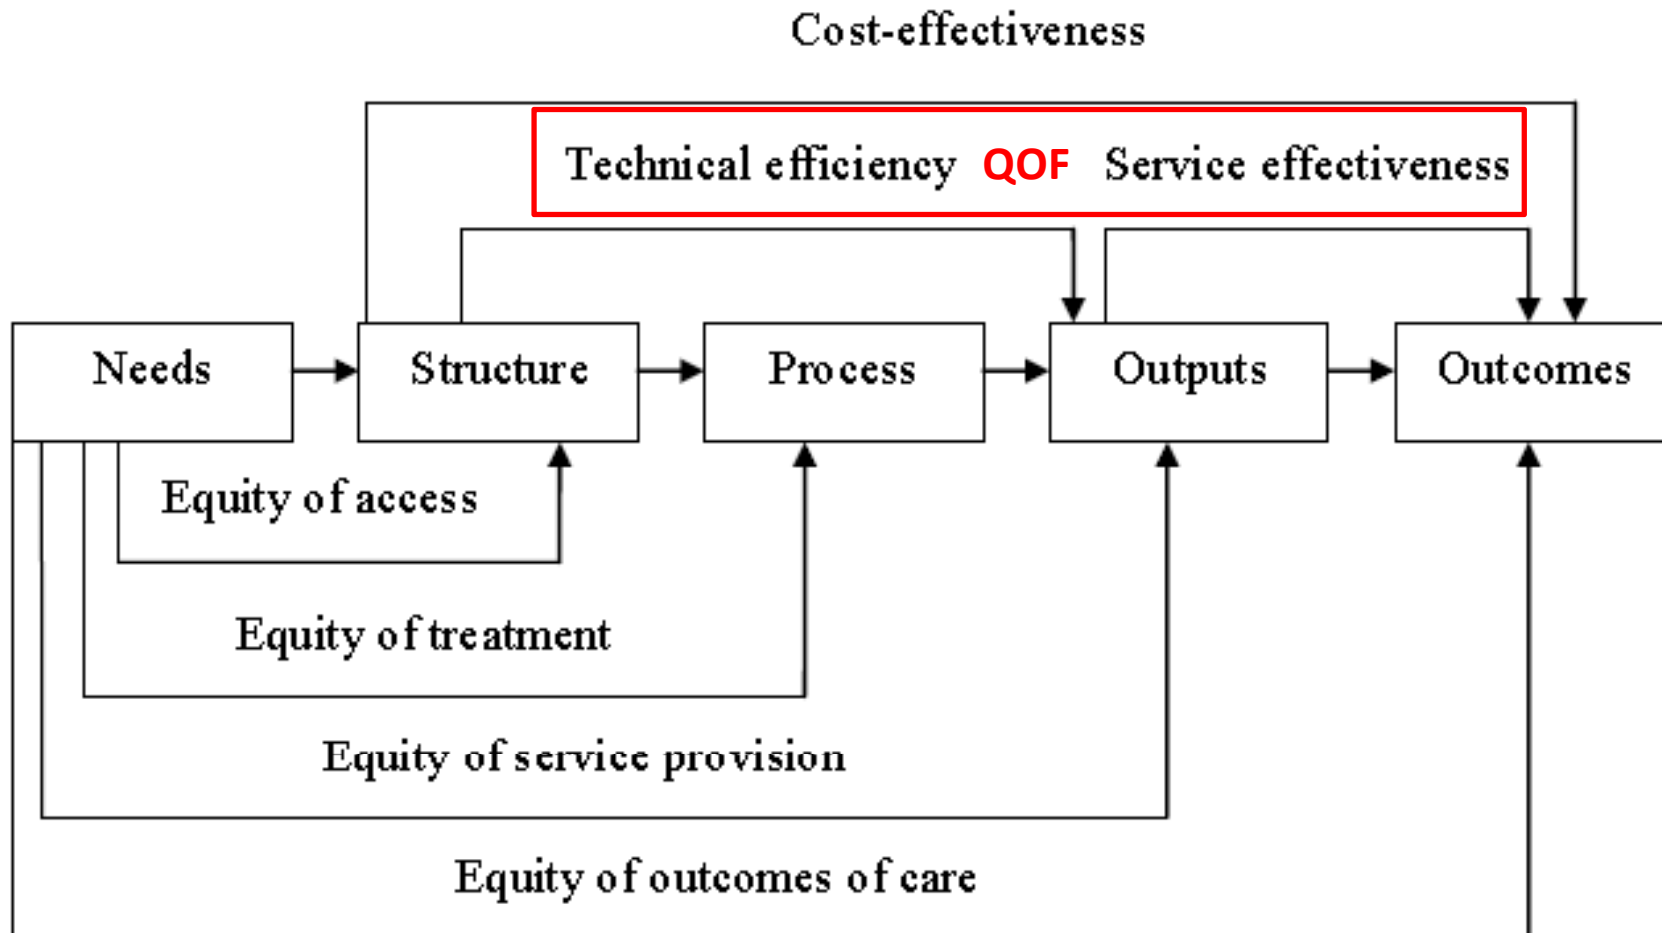 Cost-effectiveness
Technical efficiency QOF Service effectiveness
Needs Structure Process Outputs Outcomes
Equity of access
Equity of treatment
Equity of service provision
Equity of outcomes of care